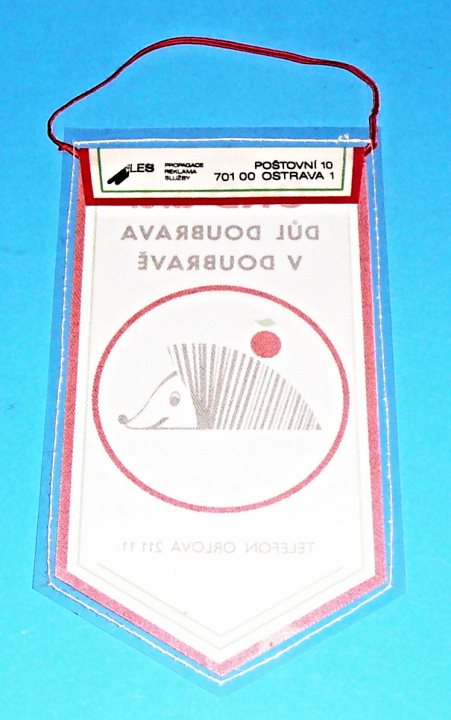 LES
PROPAGACE
REKLAMA
SLUŽBY
POŠTOVNÍ 10
701 00 OSTRAVA 1
DŮL DOUBRAVA
V DOUBRAVĚ
TELEFON ORLOVÁ 211 11